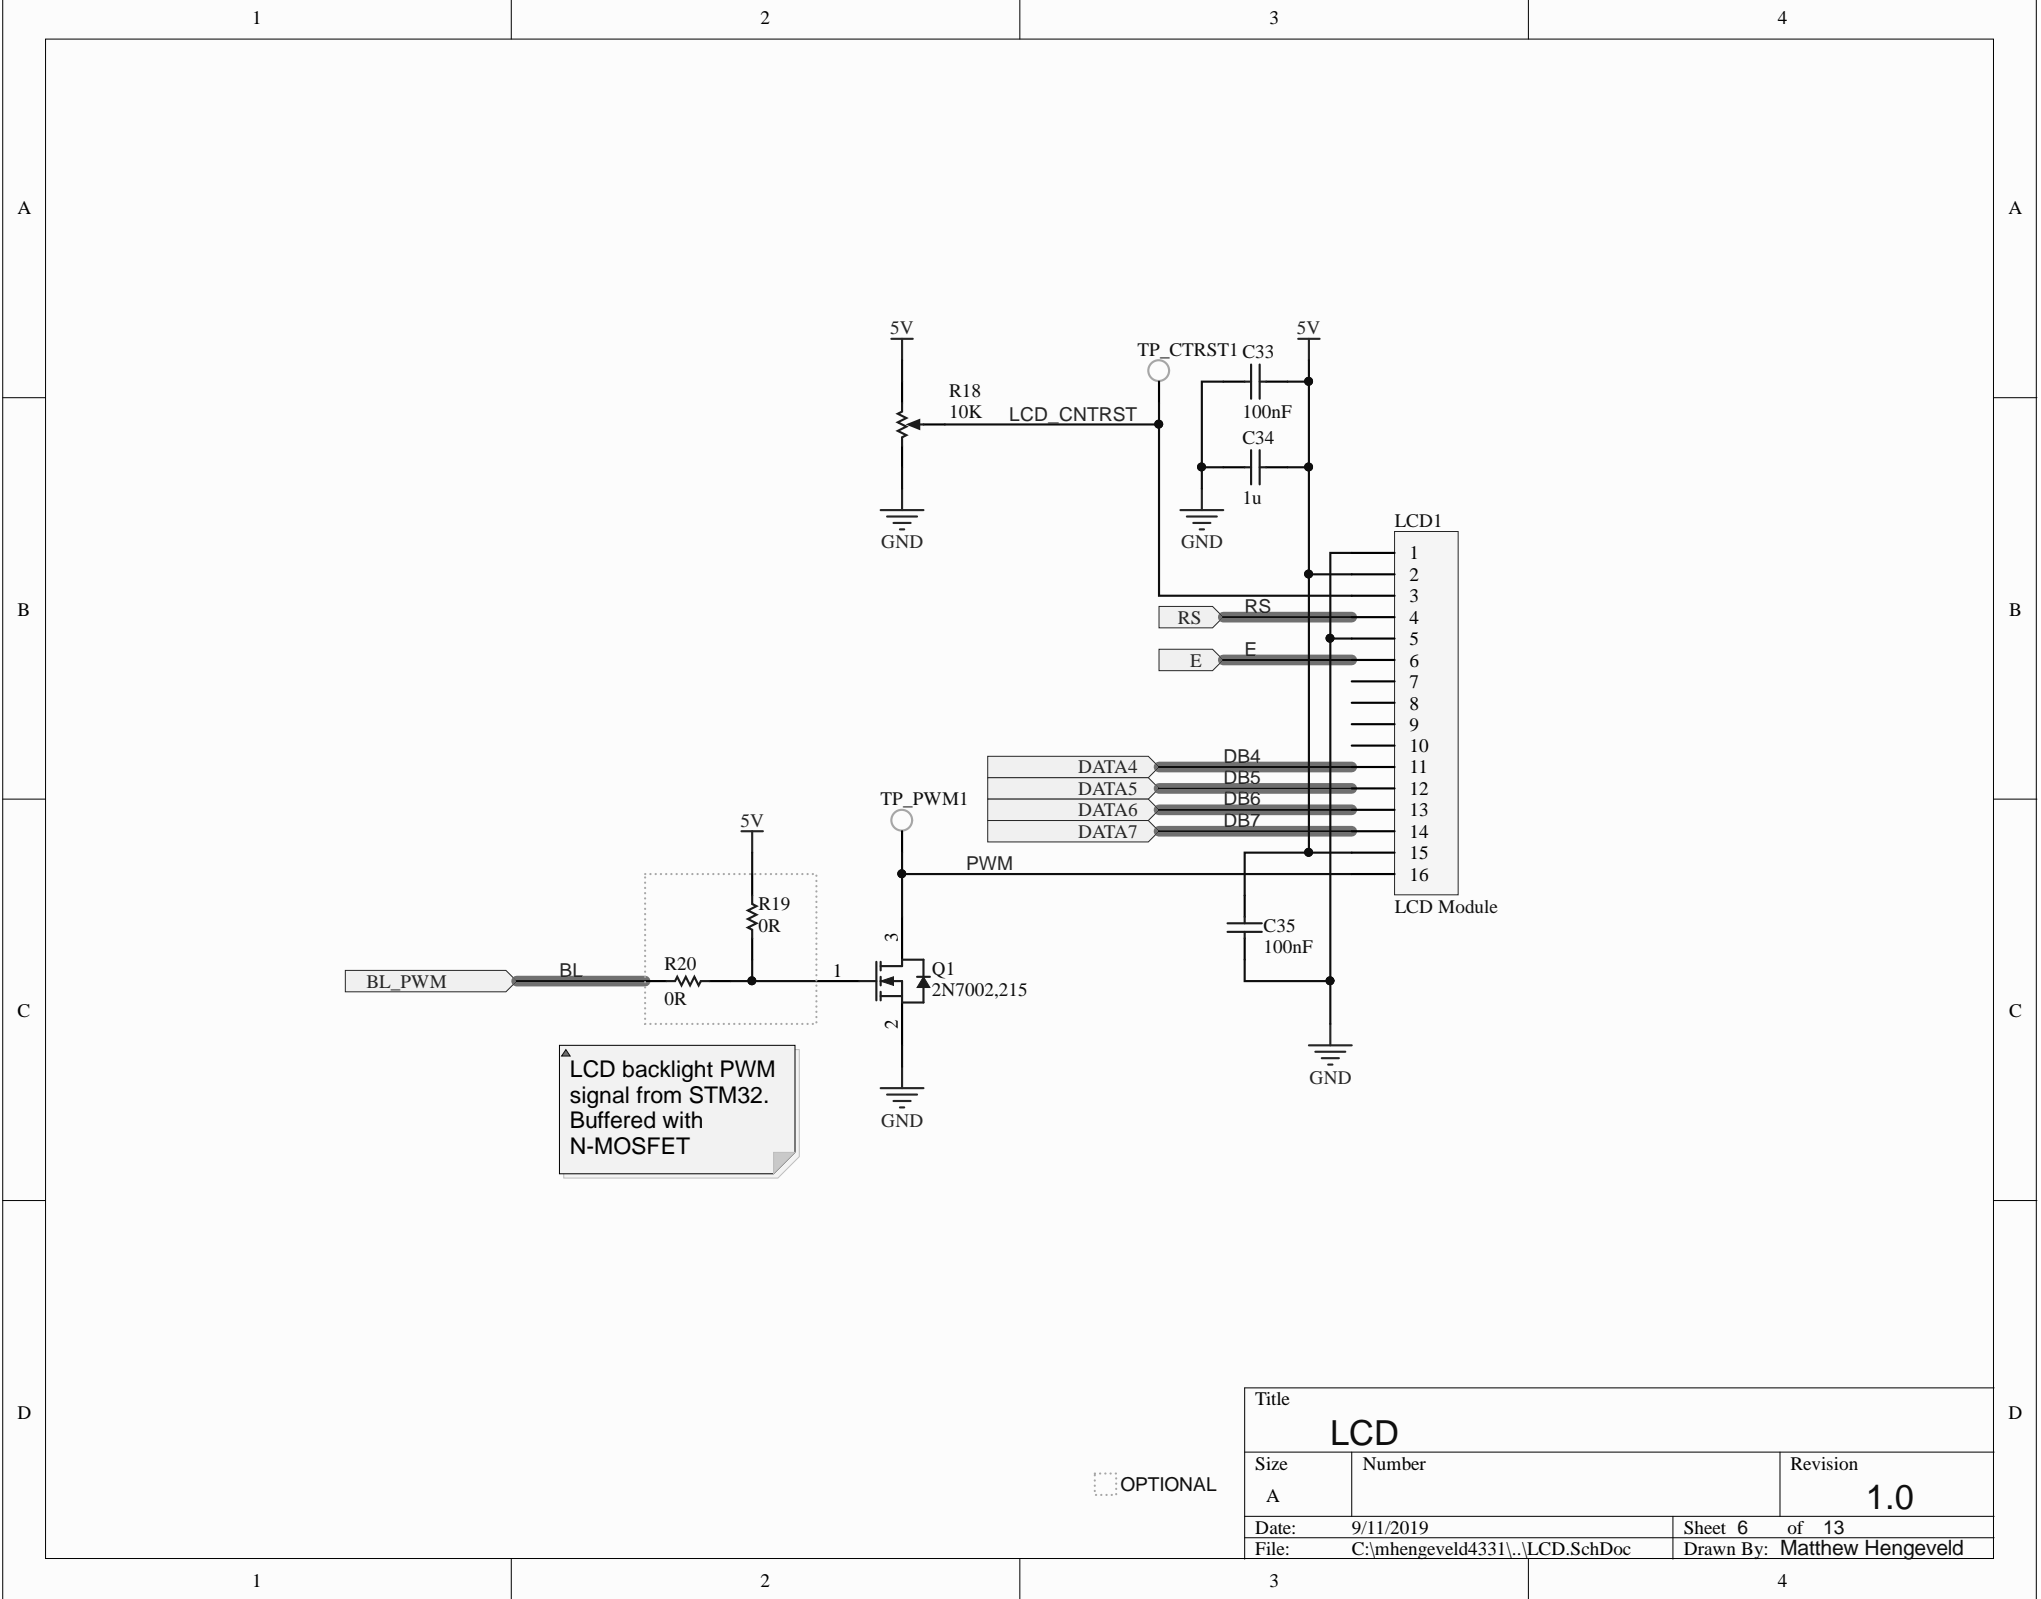 1 2 3 4
A A
5V 5V
TP_CTRST1 C33
R18
10K LCD_CNTRST 100nF
C34
1u
GND GND
LCD1
1
2
3
B B
RS RS 4
5
E E 6
7
8
9
10
DATA4 DB4 11
DATA5 DB5 12
DATA6 DB6 13
DATA7 DB7 14
TP_PWM1
5V
15
PWM 16
LCD Module
R19
0R
C35
100nF
3
BL_PWM BL R20
0R
1
Q1
2N7002,215
2
C C
GND
GND
LCD backlight PWM
signal from STM32.
Buffered with
N-MOSFET
D D
OPTIONAL
Title
LCD
Size Number Revision
A 1.0
Date: 9/11/2019 Sheet 6 of 13
File: C:\mhengeveld4331\..\LCD.SchDoc Drawn By: Matthew Hengeveld
1 2 3 4